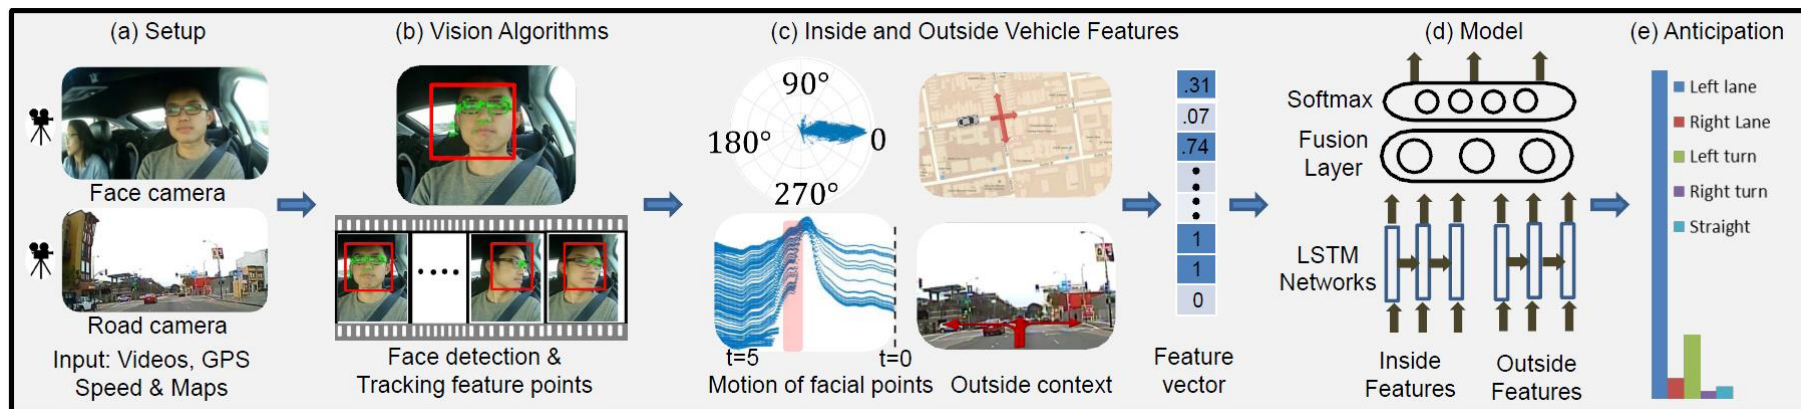 (a) Setup
Face camera
Road camera
Input: Videos, GPS
Speed & Maps
(b) Vision Algorithms
Face detection &
Tracking feature points
(c) Inside and Outside Vehicle Features
90°
180°
0
270°
t=5
t=0
Motion of facial points
Outside context
.31
.07
.74
1
1
0
Feature
vector
(d) Model
Softmax
Fusion
Layer
LSTM
Networks
Inside
Features
Outside
Features
(e) Anticipation
Left lane
Right Lane
Left turn
Right turn
Straight